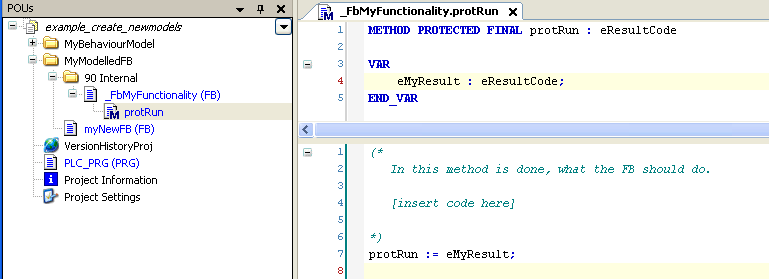 POUs
example_create_newmodels
MyBehaviourModel
MyModelledFB
90 Internal
_FbMyFunctionality (FB)
protRun
myNewFB (FB)
VersionHistoryProj
PLC_PRG (PRG)
Project Information
Project Settings
_FbMyFunctionality.protRun
1 METHOD PROTECTED FINAL protRun : eResultCode
2
3 VAR
4 eMyResult : eResultCode;
5 END_VAR
1 (*
2 In this method is done, what the FB should do.
3
4 [insert code here]
5
6 *)
7 protRun := eMyResult;
8